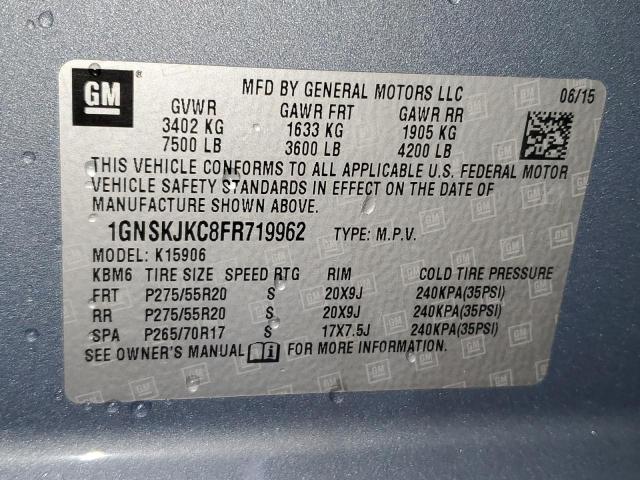 GM ®
MFD BY GENERAL MOTORS LLC 06/15
GVWR GAWR FRT GAWR RR
3402 KG 1633 KG 1905 KG
7500 LB 3600 LB 4200 LB
THIS VEHICLE CONFORMS TO ALL APPLICABLE U.S. FEDERAL MOTOR
VEHICLE SAFETY STANDARDS IN EFFECT ON THE DATE OF
MANUFACTURE SHOWN ABOVE.
1GNSKJKC8FR719962 TYPE: M.P.V.
MODEL: K15906
KBM6 TIRE SIZE SPEED RTG RIM COLD TIRE PRESSURE
FRT P275/55R20 S 20X9J 240KPA(35PSI)
RR P275/55R20 S 20X9J 240KPA(35PSI)
SPA P265/70R17 S 17X7.5J 240KPA(35PSI)
SEE OWNER'S MANUAL FOR MORE INFORMATION.